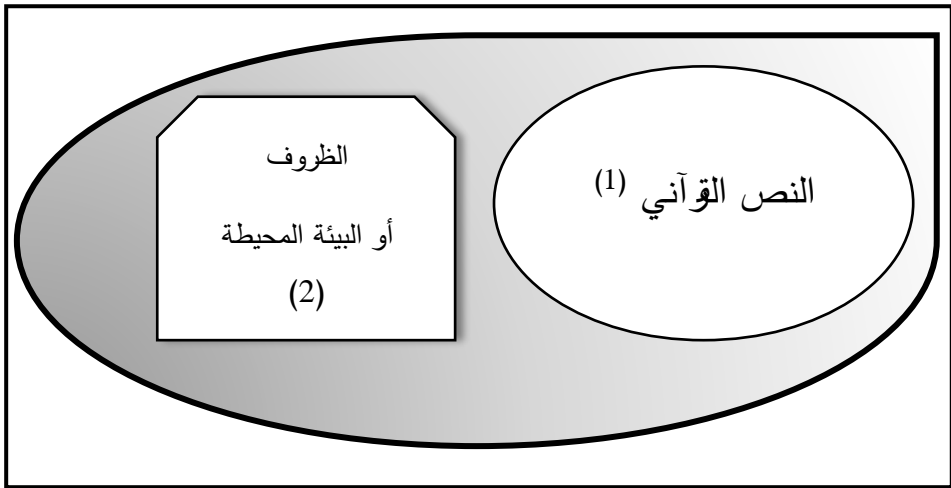 النص القرآني (1)
الظروف
أو البيئة المحيطة
(2)